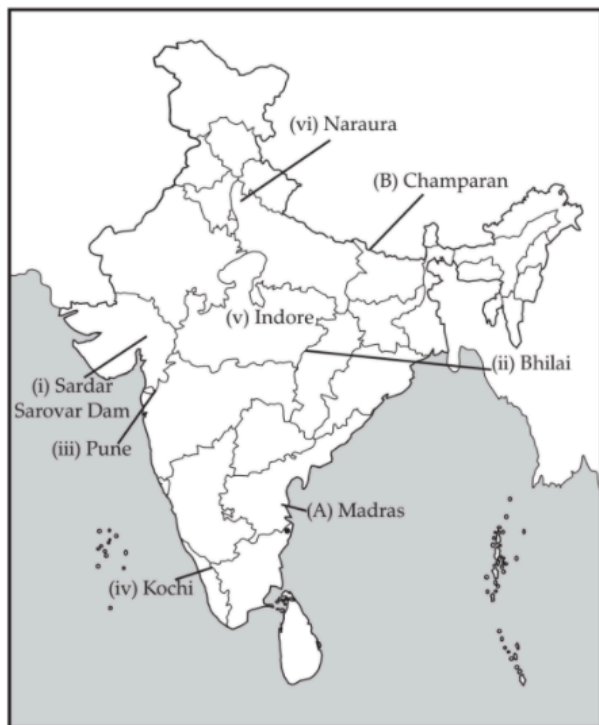 (vi) Naraura
(B) Champaran
(v) Indore
(ii) Bhilai
(i) Sardar
Sarovar Dam
(iii) Pune
(A) Madras
(iv) Kochi